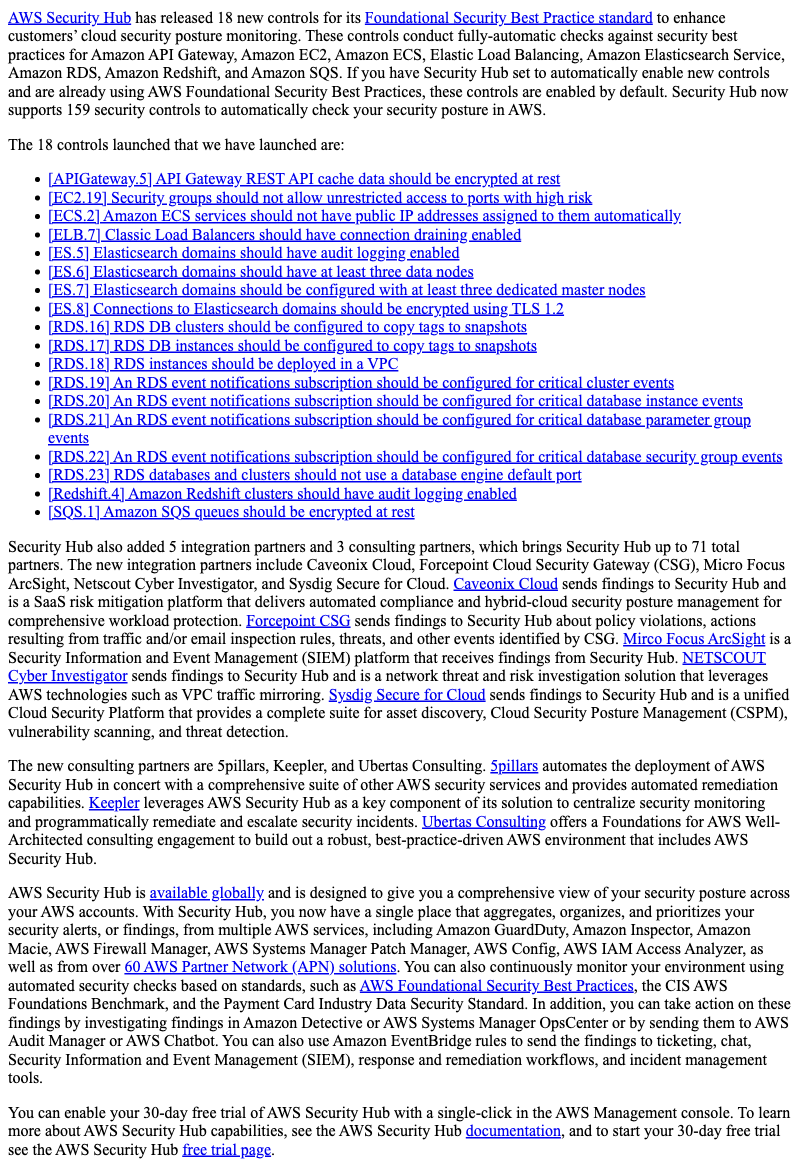 AWS Security Hub has released 18 new controls for its Foundational Security Best Practice standard to enhance
customers’ cloud security posture monitoring. These controls conduct fully-automatic checks against security best
practices for Amazon API Gateway, Amazon EC2, Amazon ECS, Elastic Load Balancing, Amazon Elasticsearch Service,
Amazon RDS, Amazon Redshift, and Amazon SQS. If you have Security Hub set to automatically enable new controls
and are already using AWS Foundational Security Best Practices, these controls are enabled by default. Security Hub now
supports 159 security controls to automatically check your security posture in AWS.
The 18 controls launched that we have launched are:
• [APIGateway.5] API Gateway REST API cache data should be encrypted at rest
• [EC2.19] Security groups should not allow unrestricted access to ports with high risk
• [ECS.2] Amazon ECS services should not have public IP addresses assigned to them automatically
• [ELB.7] Classic Load Balancers should have connection draining enabled
• [ES.5] Elasticsearch domains should have audit logging enabled
• [ES.6] Elasticsearch domains should have at least three data nodes
• [ES.7] Elasticsearch domains should be configured with at least three dedicated master nodes
• [ES.8] Connections to Elasticsearch domains should be encrypted using TLS 1.2
• [RDS.16] RDS DB clusters should be configured to copy tags to snapshots
• [RDS.17] RDS DB instances should be configured to copy tags to snapshots
• [RDS.18] RDS instances should be deployed in a VPC
• [RDS.19] An RDS event notifications subscription should be configured for critical cluster events
• [RDS.20] An RDS event notifications subscription should be configured for critical database instance events
• [RDS.21] An RDS event notifications subscription should be configured for critical database parameter group
events
• [RDS.22] An RDS event notifications subscription should be configured for critical database security group events
• [RDS.23] RDS databases and clusters should not use a database engine default port
• [Redshift.4] Amazon Redshift clusters should have audit logging enabled
• [SQS.1] Amazon SQS queues should be encrypted at rest
Security Hub also added 5 integration partners and 3 consulting partners, which brings Security Hub up to 71 total
partners. The new integration partners include Caveonix Cloud, Forcepoint Cloud Security Gateway (CSG), Micro Focus
ArcSight, Netscout Cyber Investigator, and Sysdig Secure for Cloud. Caveonix Cloud sends findings to Security Hub and
is a SaaS risk mitigation platform that delivers automated compliance and hybrid-cloud security posture management for
comprehensive workload protection. Forcepoint CSG sends findings to Security Hub about policy violations, actions
resulting from traffic and/or email inspection rules, threats, and other events identified by CSG. Mirco Focus ArcSight is a
Security Information and Event Management (SIEM) platform that receives findings from Security Hub. NETSCOUT
Cyber Investigator sends findings to Security Hub and is a network threat and risk investigation solution that leverages
AWS technologies such as VPC traffic mirroring. Sysdig Secure for Cloud sends findings to Security Hub and is a unified
Cloud Security Platform that provides a complete suite for asset discovery, Cloud Security Posture Management (CSPM),
vulnerability scanning, and threat detection.
The new consulting partners are 5pillars, Keepler, and Ubertas Consulting. 5pillars automates the deployment of AWS
Security Hub in concert with a comprehensive suite of other AWS security services and provides automated remediation
capabilities. Keepler leverages AWS Security Hub as a key component of its solution to centralize security monitoring
and programmatically remediate and escalate security incidents. Ubertas Consulting offers a Foundations for AWS Well-
Architected consulting engagement to build out a robust, best-practice-driven AWS environment that includes AWS
Security Hub.
AWS Security Hub is available globally and is designed to give you a comprehensive view of your security posture across
your AWS accounts. With Security Hub, you now have a single place that aggregates, organizes, and prioritizes your
security alerts, or findings, from multiple AWS services, including Amazon GuardDuty, Amazon Inspector, Amazon
Macie, AWS Firewall Manager, AWS Systems Manager Patch Manager, AWS Config, AWS IAM Access Analyzer, as
well as from over 60 AWS Partner Network (APN) solutions. You can also continuously monitor your environment using
automated security checks based on standards, such as AWS Foundational Security Best Practices, the CIS AWS
Foundations Benchmark, and the Payment Card Industry Data Security Standard. In addition, you can take action on these
findings by investigating findings in Amazon Detective or AWS Systems Manager OpsCenter or by sending them to AWS
Audit Manager or AWS Chatbot. You can also use Amazon EventBridge rules to send the findings to ticketing, chat,
Security Information and Event Management (SIEM), response and remediation workflows, and incident management
tools.
You can enable your 30-day free trial of AWS Security Hub with a single-click in the AWS Management console. To learn
more about AWS Security Hub capabilities, see the AWS Security Hub documentation, and to start your 30-day free trial
see the AWS Security Hub free trial page.